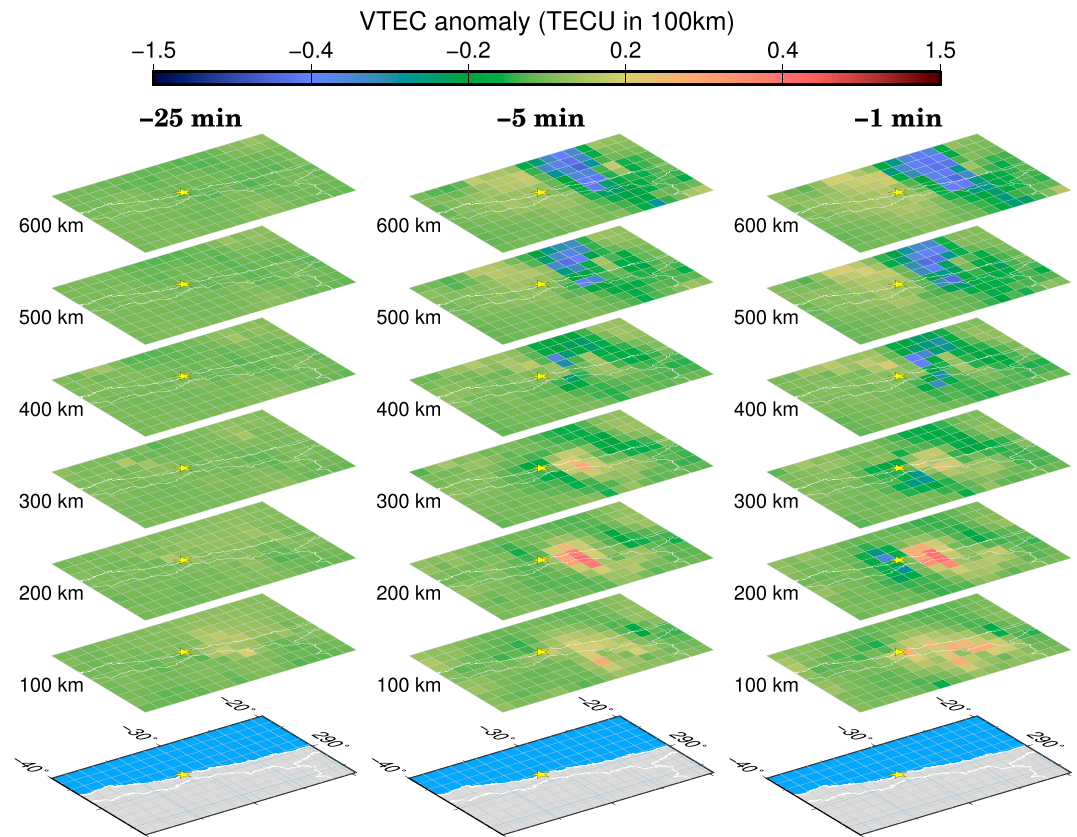 VTEC anomaly (TECU in 100km)
−1.5 −0.4 −0.2 0.2 0.4 1.5
−25 min −5 min −1 min
600 km 600 km 600 km
500 km 500 km 500 km
400 km 400 km 400 km
300 km 300 km 300 km
200 km 200 km 200 km
100 km 100 km 100 km
−20° −20° −20°
−30° 290° −30° 290° −30° 290°
−40° −40° −40°